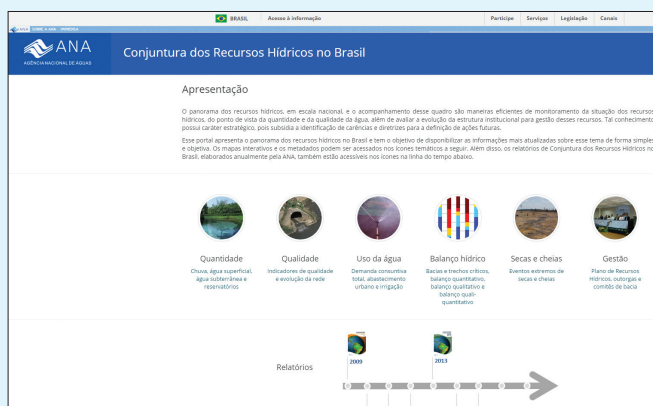 BRASIL Acesso à informação Participe Serviços Legislação Canais
ANA SOBRE A ANA IMPRENSA
ANA
AGÊNCIA NACIONAL DE ÁGUAS
Conjuntura dos Recursos Hídricos no Brasil
Apresentação
O panorama dos recursos hídricos, em escala nacional, e o acompanhamento desse quadro são maneiras eficientes de monitoramento da situação dos recursos
hídricos, do ponto de vista da quantidade e da qualidade da água, além de avaliar a evolução da estrutura institucional para gestão desses recursos. Tal conhecimento
possui caráter estratégico, pois subsidia a identificação de carências e diretrizes para a definição de ações futuras.
Esse portal apresenta o panorama dos recursos hídricos no Brasil e tem o objetivo de disponibilizar as informações mais atualizadas sobre esse tema de forma simples
e objetiva. Os mapas interativos e os metadados podem ser acessados nos ícones temáticos a seguir. Além disso, os relatórios de Conjuntura dos Recursos Hídricos no
Brasil, elaborados anualmente pela ANA, também estão acessíveis nos ícones na linha do tempo abaixo.
Quantidade
Chuva, água superficial,
água subterrânea e
reservatórios
Qualidade
Indicadores de qualidade
e evolução da rede
Uso da água
Demanda consuntiva
total, abastecimento
urbano e irrigação
Balanço hídrico
Bacias e trechos críticos,
balanço quantitativo,
balanço qualitativo e
balanço quali-
quantitativo
Secas e cheias
Eventos extremos de
secas e cheias
Gestão
Plano de Recursos
Hídricos, outorgas e
comitês de bacia
Relatórios
2009
2013